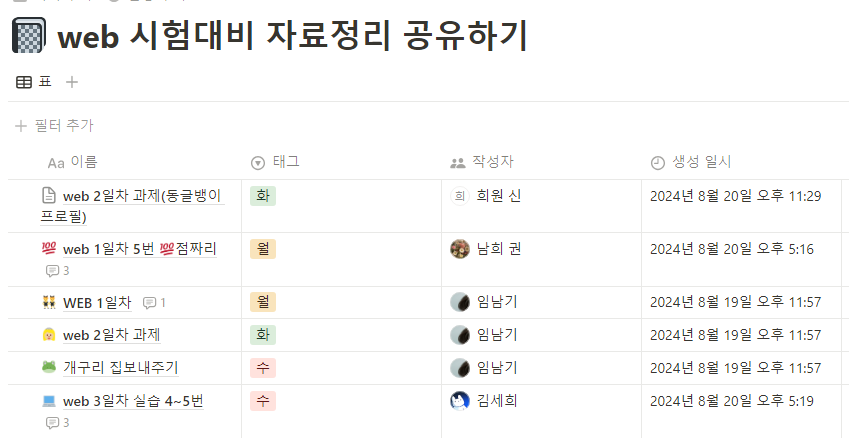 web 시험대비 자료정리 공유하기
표
필터 추가
Aa 이름 태그 작성자 생성 일시
web 2일차 과제(동글뱅이 프로필) 화 희 희원 신 2024년 8월 20일 오후 11:29
💯 web 1일차 5번 💯점짜리 월 남희 권 2024년 8월 20일 오후 5:16
3
WEB 1일차 1 월 임남기 2024년 8월 19일 오후 11:57
web 2일차 과제 화 임남기 2024년 8월 19일 오후 11:57
개구리 집보내주기 수 임남기 2024년 8월 19일 오후 11:57
web 3일차 실습 4~5번 수 김세희 2024년 8월 20일 오후 5:19
3